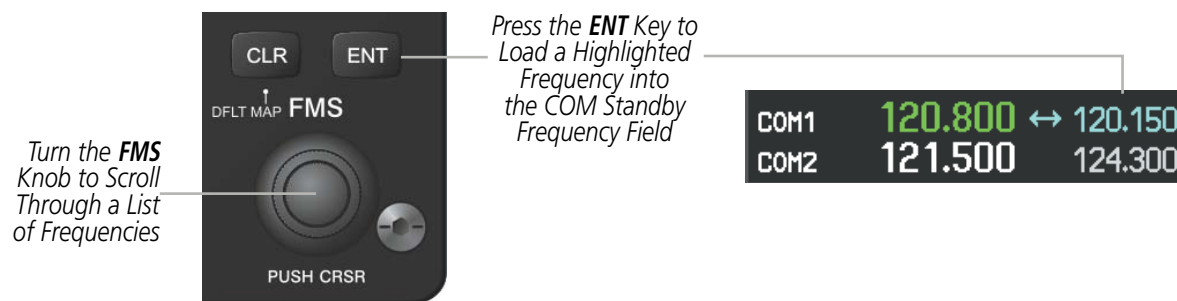 Press the ENT Key to
Load a Highlighted
Frequency into
the COM Standby
Frequency Field
CLR ENT
DFLT MAP FMS
Turn the FMS
Knob to Scroll
Through a List
of Frequencies
PUSH CRSR
COM1 120.800 ↔ 120.150
COM2 121.500 124.300